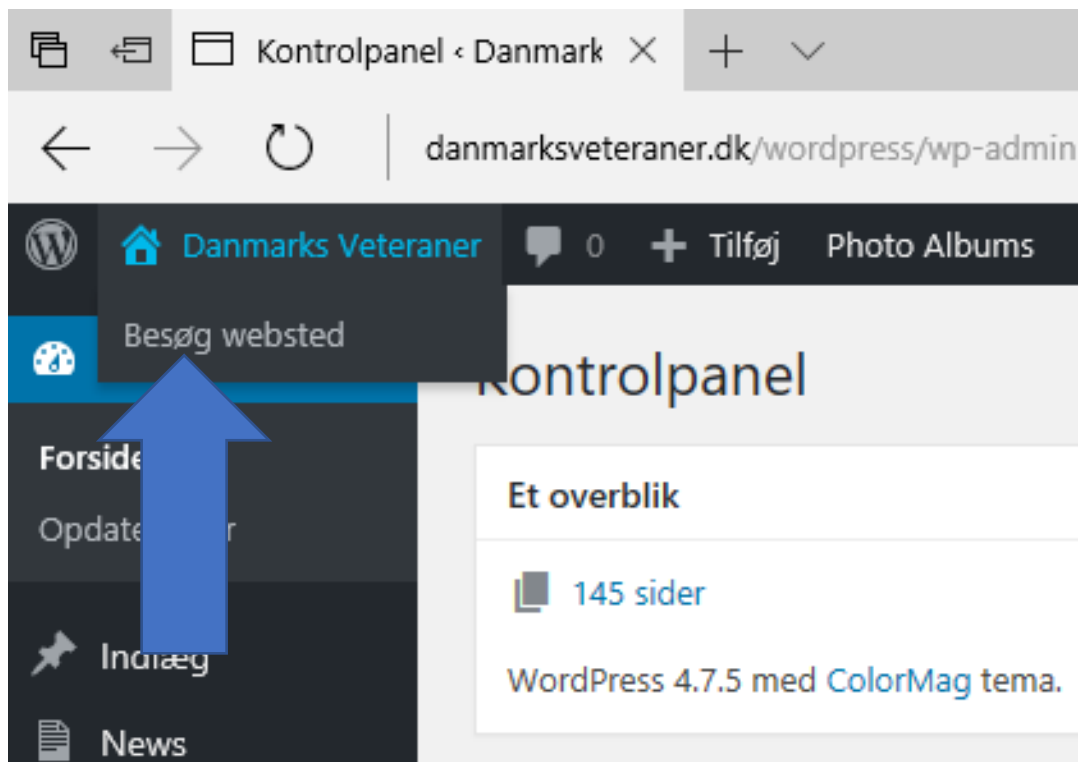 Kontrolpanel ‹ Danmark
danmarksveteraner.dk/wordpress/wp-admin
Danmarks Veteraner 0 Tilføj Photo Albums
Besøg websted
Kontrolpanel
Forside
Et overblik
145 sider
Indlæg
WordPress 4.7.5 med ColorMag tema.
News